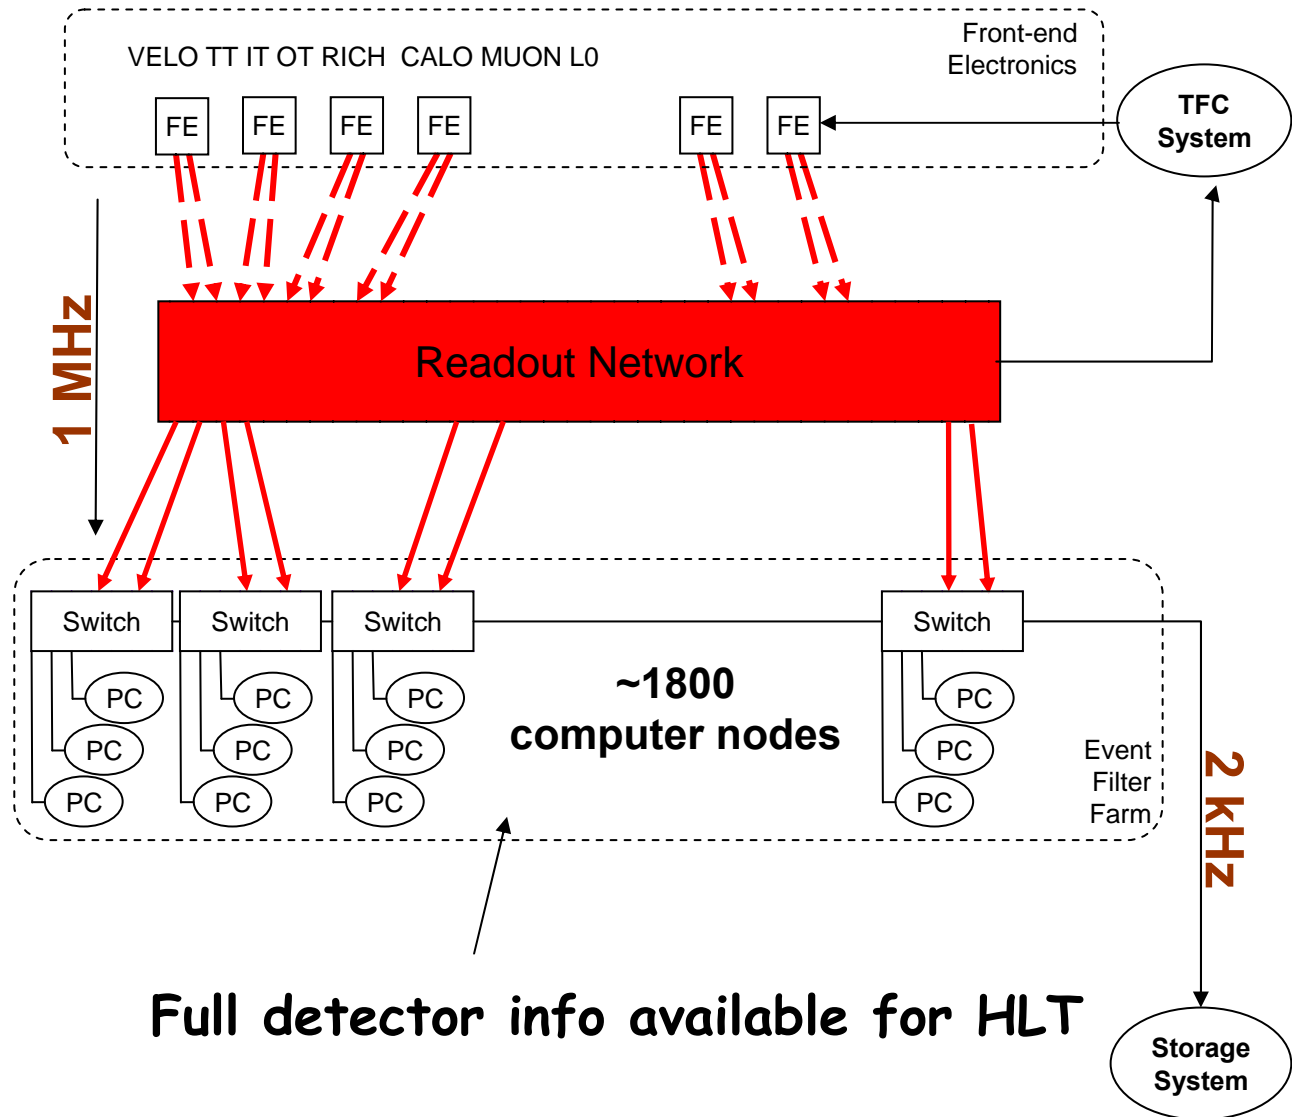 VELO TT IT OT RICH CALO MUON L0
Front-end
Electronics
FE
FE
FE
FE
FE
FE
TFC
System
1 MHz
Readout Network
Switch
Switch
Switch
Switch
PC
PC
PC
PC
PC
PC
PC
PC
PC
PC
PC
PC
~1800
computer nodes
Event
Filter
Farm
2 kHz
Full detector info available for HLT
Storage
System